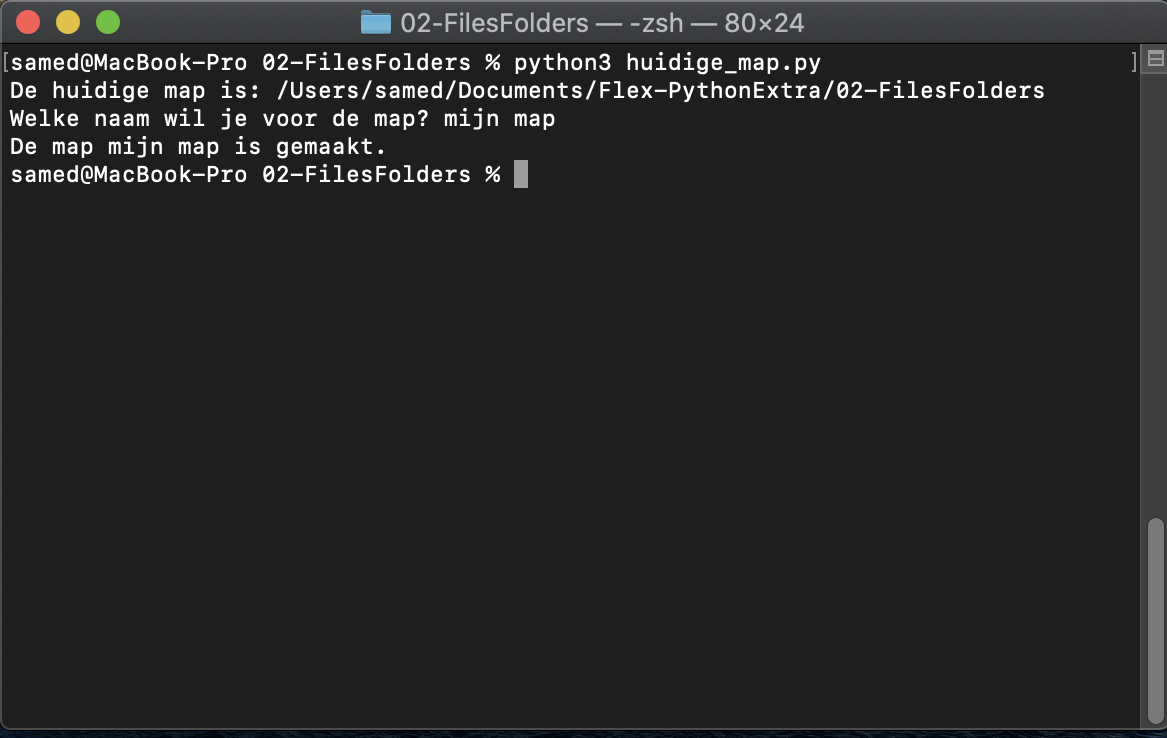 02-FilesFolders — -zsh — 80×24
[samed@MacBook-Pro 02-FilesFolders % python3 huidige_map.py ]
De huidige map is: /Users/samed/Documents/Flex-PythonExtra/02-FilesFolders
Welke naam wil je voor de map? mijn map
De map mijn map is gemaakt.
samed@MacBook-Pro 02-FilesFolders %